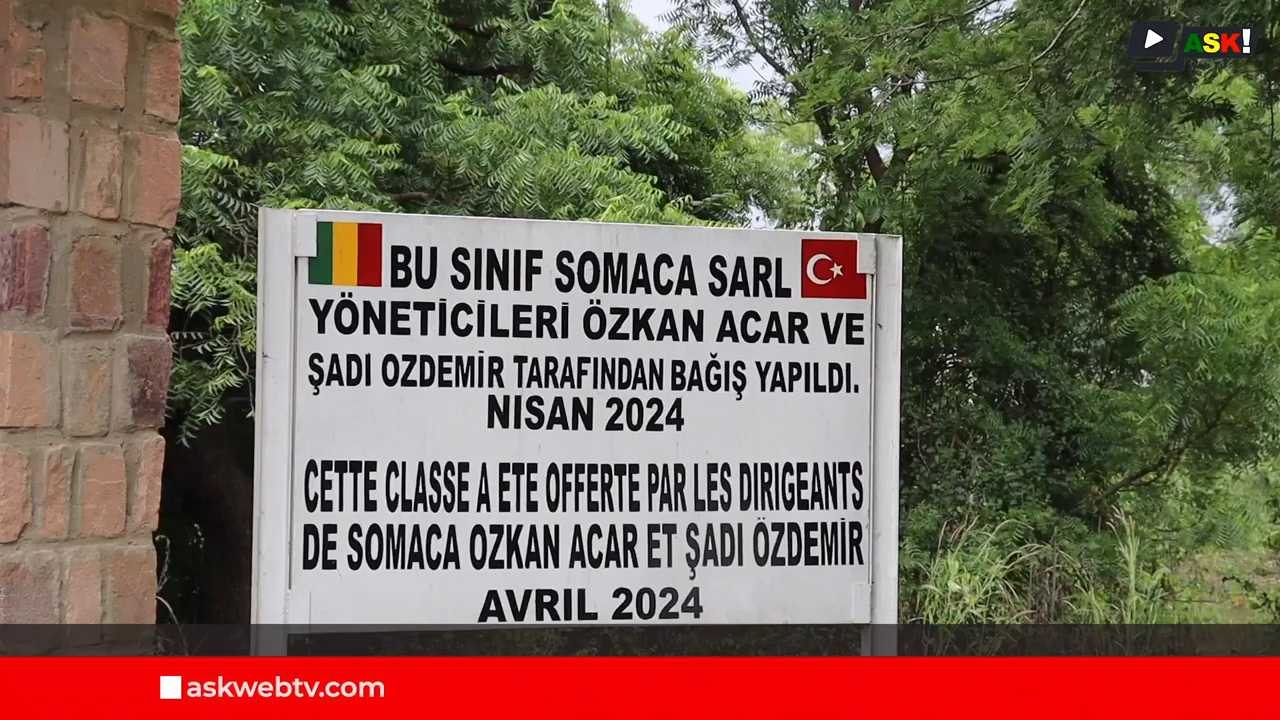 ASK!
BU SINIF SOMACA SARL
YÖNETİCİLERİ ÖZKAN ACAR VE
ŞADI OZDEMİR TARAFINDAN BAĞIŞ YAPILDI.
NISAN 2024
CETTE CLASSE A ETE OFFERTE PAR LES DIRIGEANTS
DE SOMACA OZKAN ACAR ET ŞADI ÖZDEMİR
AVRIL 2024
askwebtv.com